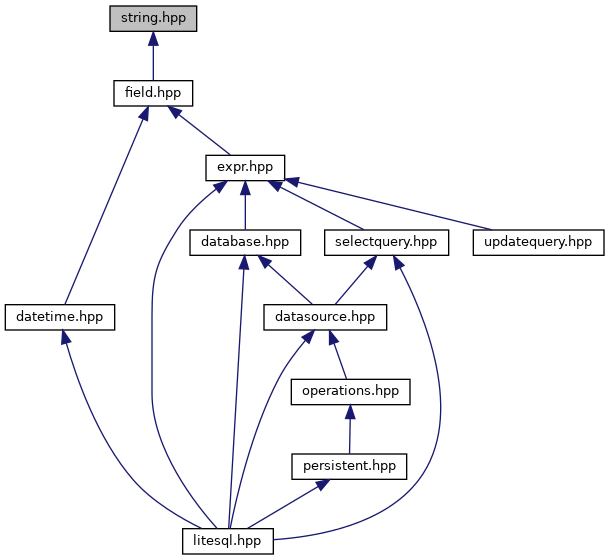 string.hpp
field.hpp
expr.hpp
database.hpp
selectquery.hpp
updatequery.hpp
datetime.hpp
datasource.hpp
operations.hpp
persistent.hpp
litesql.hpp